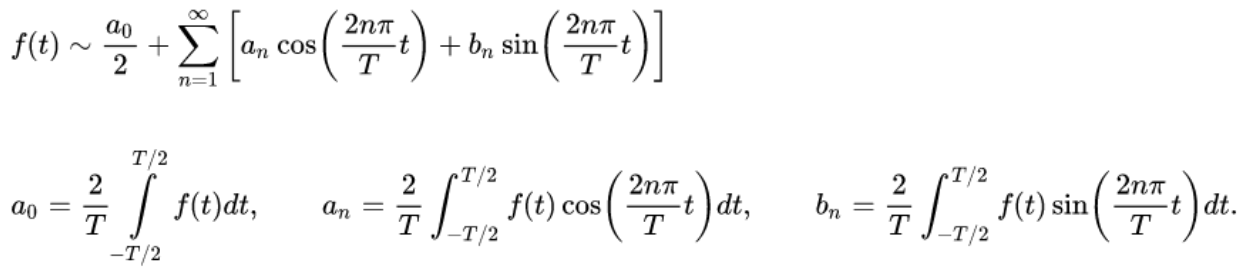 f(t) ∼ a₀/2 + ∑_{n=1}^{∞} [aₙ cos(2nπ/T t) + bₙ sin(2nπ/T t)]
a₀ = 2/T ∫_{-T/2}^{T/2} f(t)dt, aₙ = 2/T ∫_{-T/2}^{T/2} f(t) cos(2nπ/T t)dt, bₙ = 2/T ∫_{-T/2}^{T/2} f(t) sin(2nπ/T t)dt.